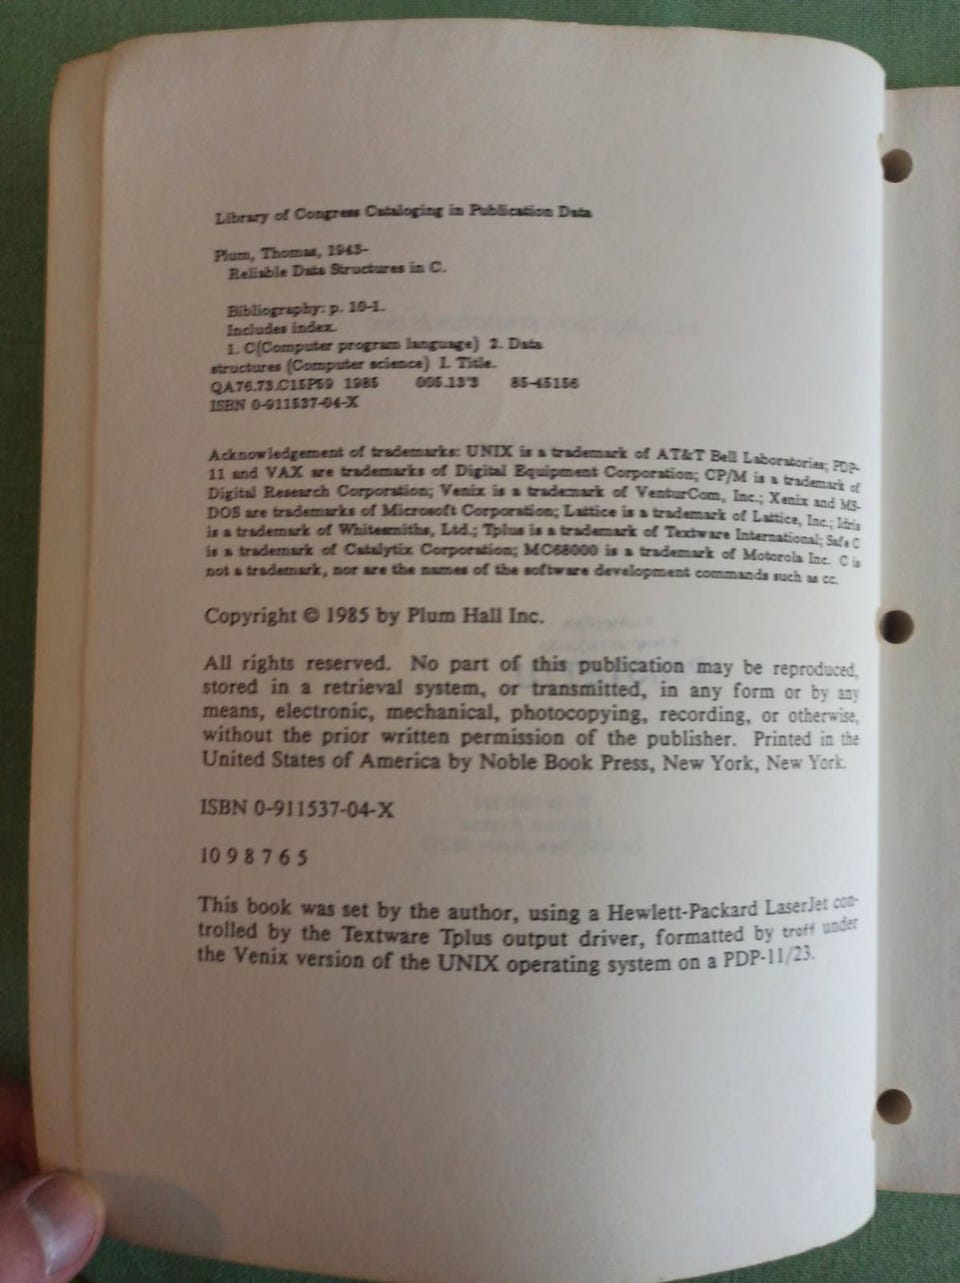 Library of Congress Cataloging in Publication Data
Plum, Thomas, 1943-
Reliable Data Structures in C.
Bibliography: p. 10-1.
Includes index.
1. C(Computer program language) 2. Data
structures (Computer science) I. Title.
QA76.73.C15P59 1985 005.13'3 85-45156
ISBN 0-911537-04-X
Acknowledgement of trademarks: UNIX is a trademark of AT&T Bell Laboratories; PDP-
11 and VAX are trademarks of Digital Equipment Corporation; CP/M is a trademark of
Digital Research Corporation; Venix is a trademark of VenturCom, Inc.; Xenix and MS-
DOS are trademarks of Microsoft Corporation; Lattice is a trademark of Lattice, Inc.; Idris
is a trademark of Whitesmiths, Ltd.; Tplus is a trademark of Textware International; Safe C
is a trademark of Catalytix Corporation; MC68000 is a trademark of Motorola Inc. C is
not a trademark, nor are the names of the software development commands such as cc.
Copyright © 1985 by Plum Hall Inc.
All rights reserved. No part of this publication may be reproduced,
stored in a retrieval system, or transmitted, in any form or by any
means, electronic, mechanical, photocopying, recording, or otherwise,
without the prior written permission of the publisher. Printed in the
United States of America by Noble Book Press, New York, New York.
ISBN 0-911537-04-X
10 9 8 7 6 5
This book was set by the author, using a Hewlett-Packard LaserJet con-
trolled by the Textware Tplus output driver, formatted by troff under
the Venix version of the UNIX operating system on a PDP-11/23.